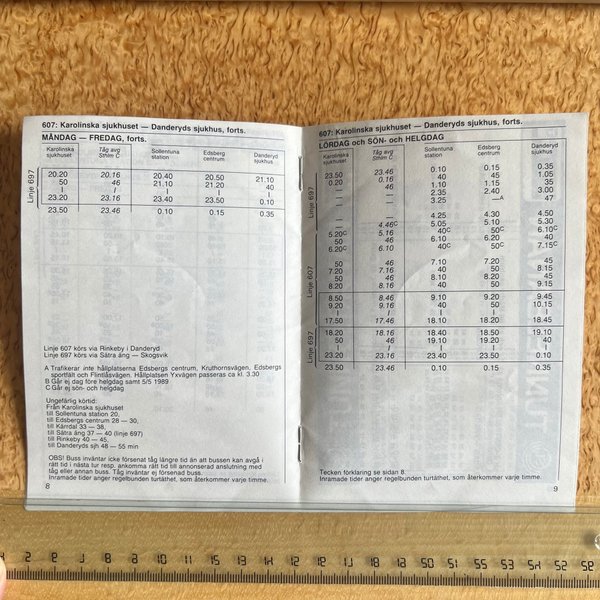 607: Karolinska sjukhuset — Danderyds sjukhus, forts.
MÅNDAG — FREDAG, forts.
Karolinska sjukhuset Tåg avg Sthlm C Sollentuna station Edsberg centrum Danderyd sjukhus
Linje 697
20.20 20.16 20.40 20.50 21.10
50 46 21.10 21.20 40
I I I I I
23.20 23.16 23.40 23.50 0.10
23.50 23.46 0.10 0.15 0.35
Linje 607 körs via Rinkeby i Danderyd
Linje 697 körs via Sätra äng — Skogsvik
A Trafikerar inte hållplatserna Edsbergs centrum, Kruthornsvägen, Edsbergs
sportfält och Flintlåsvägen. Hållplatsen Yxvägen passeras ca kl. 3.30
B Går ej dag före helgdag samt 5/5 1989
C Går ej sön- och helgdag
Ungefärlig körtid:
Från Karolinska sjukhuset
till Sollentuna station 20,
till Edsbergs centrum 28 — 30,
till Kärrdal 33 — 38,
till Sätra äng 37 — 40 (linje 697)
till Rinkeby 40 — 45,
till Danderyds sjh 48 — 55 min
OBS! Buss inväntar icke försenat tåg längre tid än att bussen kan avgå i
rätt tid i nästa tur resp. ankomma rätt tid till annonserad anslutning med
tåg eller annan buss. Tåg inväntar ej försenad buss.
Inramade tider anger regelbunden turtäthet, som återkommer varje timme.
8
607: Karolinska sjukhuset — Danderyds sjukhus, forts.
LÖRDAG och SÖN- och HELGDAG
Karolinska sjukhuset Tåg avg Sthlm C Sollentuna station Edsberg centrum Danderyd sjukhus
Linje 697
23.50 23.46 0.10 0.15 0.35
0.20 0.16 40 45 1.05
— 46 1.10 1.15 35
— — 2.35 2.40 3.00
— — 3.25 —A 47
— — 4.25 4.30 4.50
— 4.46C 5.05 5.10 5.30
5.20C 5.16 40C 50C 6.10C
50 46 6.10 6.20 40
6.20C 6.10 40C 50C 7.15C
Linje 607
50 46 7.10 7.20 45
7.20 7.16 40 50 8.15
50 46 8.10 8.20 45
8.20 8.16 40 50 9.15
8.50 8.46 9.10 9.20 9.45
9.20 9.16 40 50 10.15
I I I I I
17.50 17.46 18.10 18.20 18.45
Linje 697
18.20 18.16 18.40 18.50 19.10
50 46 19.10 19.20 40
I I I I I
23.20 23.16 23.40 23.50 0.10
23.50 23.46 0.10 0.15 0.35
Tecken förklaring se sidan 8.
Inramade tider anger regelbunden turtäthet, som återkommer varje timme.
9